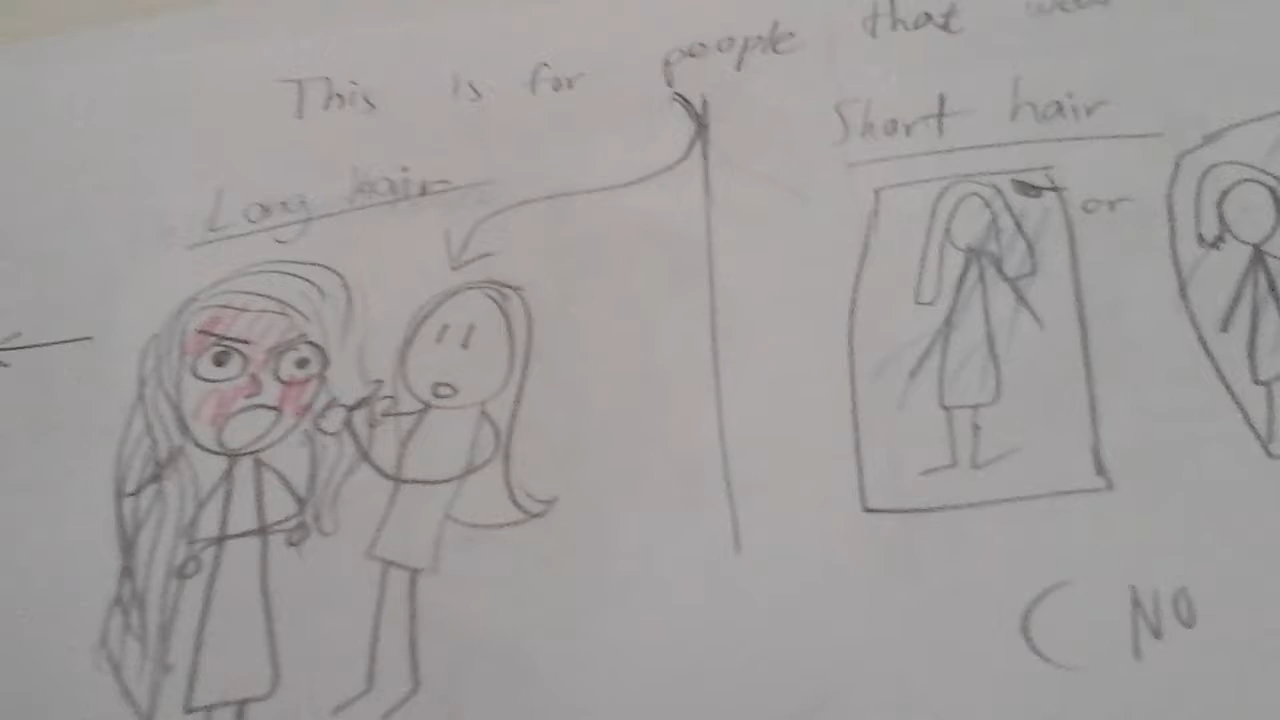 This is for people that
Long hair
Short hair
or
( NO